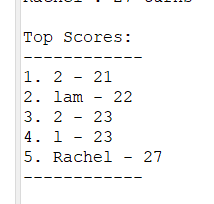 Top Scores:
------------
1. 2 - 21
2. lam - 22
3. 2 - 23
4. l - 23
5. Rachel - 27
------------